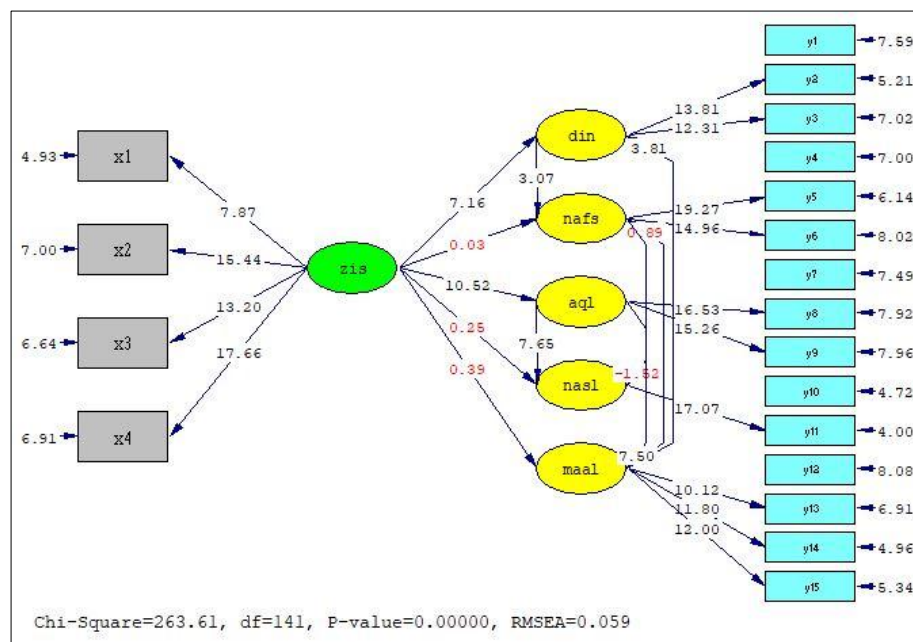 y1
7.59
y2
5.21
13.81
din
y3
7.02
12.31
x1
4.93
3.81
y4
7.00
3.07
7.16
y5
6.14
19.27
7.87
nafs
0.89
14.96
y6
8.02
0.03
x2
7.00
15.44
zis
y7
7.49
10.52
aql
16.53
y8
7.92
13.20
15.26
0.25
7.65
x3
6.64
y9
7.96
0.39
17.66
-1.52
nasl
y10
4.72
17.07
y11
4.00
x4
6.91
7.50
maal
y12
8.08
10.12
y13
6.91
11.80
12.00
y14
4.96
y15
5.34
Chi-Square=263.61, df=141, P-value=0.00000, RMSEA=0.059